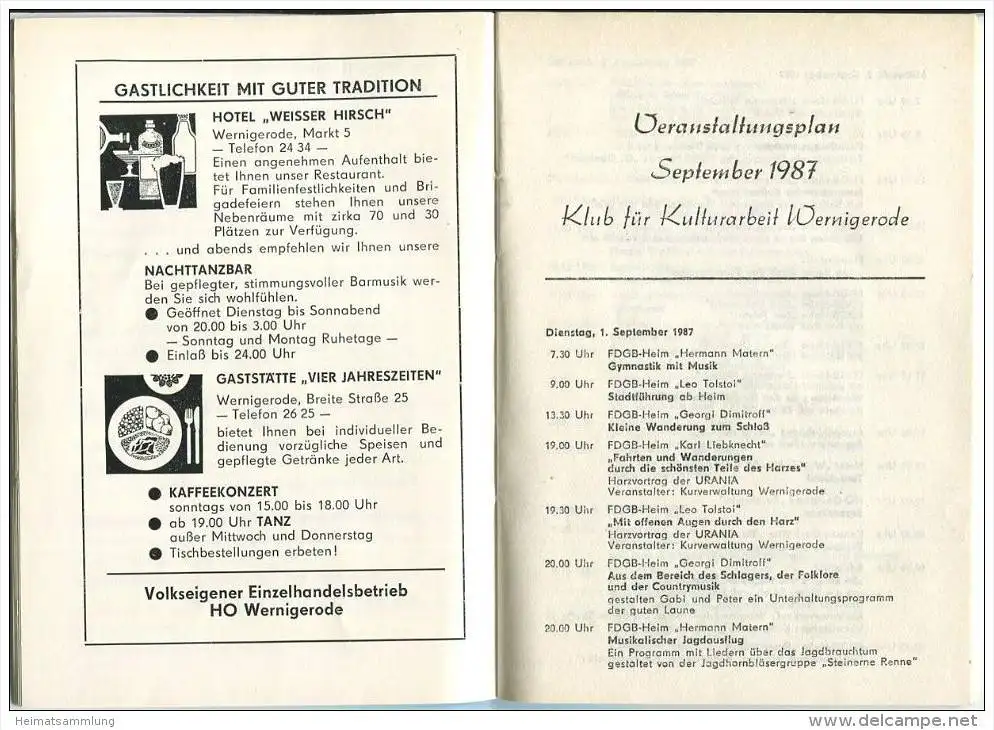 GASTLICHKEIT MIT GUTER TRADITION
HOTEL „WEISSER HIRSCH“
Wernigerode, Markt 5
— Telefon 24 34 —
Einen angenehmen Aufenthalt bie-
tet Ihnen unser Restaurant.
Für Familienfestlichkeiten und Bri-
gadefeiern stehen Ihnen unsere
Nebenräume mit zirka 70 und 30
Plätzen zur Verfügung.
. . . und abends empfehlen wir Ihnen unsere
NACHTTANZBAR
Bei gepflegter, stimmungsvoller Barmusik wer-
den Sie sich wohlfühlen.
● Geöffnet Dienstag bis Sonnabend
von 20.00 bis 3.00 Uhr
— Sonntag und Montag Ruhetage —
● Einlaß bis 24.00 Uhr
GASTSTÄTTE „VIER JAHRESZEITEN“
Wernigerode, Breite Straße 25
— Telefon 26 25 —
bietet Ihnen bei individueller Be-
dienung vorzügliche Speisen und
gepflegte Getränke jeder Art.
● KAFFEEKONZERT
sonntags von 15.00 bis 18.00 Uhr
● ab 19.00 Uhr TANZ
außer Mittwoch und Donnerstag
● Tischbestellungen erbeten!
Volkseigener Einzelhandelsbetrieb
HO Wernigerode
Veranstaltungsplan
September 1987
Klub für Kulturarbeit Wernigerode
Dienstag, 1. September 1987
7.30 Uhr FDGB-Heim „Hermann Matern“
Gymnastik mit Musik
9.00 Uhr FDGB-Heim „Leo Tolstoi“
Stadtführung ab Heim
13.30 Uhr FDGB-Heim „Georgi Dimitroff“
Kleine Wanderung zum Schloß
19.00 Uhr FDGB-Heim „Karl Liebknecht“
„Fahrten und Wanderungen
durch die schönsten Teile des Harzes“
Harzvortrag der URANIA
Veranstalter: Kurverwaltung Wernigerode
19.30 Uhr FDGB-Heim „Leo Tolstoi“
„Mit offenen Augen durch den Harz“
Harzvortrag der URANIA
Veranstalter: Kurverwaltung Wernigerode
20.00 Uhr FDGB-Heim „Georgi Dimitroff“
Aus dem Bereich des Schlagers, der Folklore
und der Countrymusik
gestalten Gabi und Peter ein Unterhaltungsprogramm
der guten Laune
20.00 Uhr FDGB-Heim „Hermann Matern“
Musikalischer Jagdausflug
Ein Programm mit Liedern über das Jagdbrauchtum
gestaltet von der Jagdhornbläsergruppe „Steinerne Renne“
Heimatsammlung
www.delcampe.net